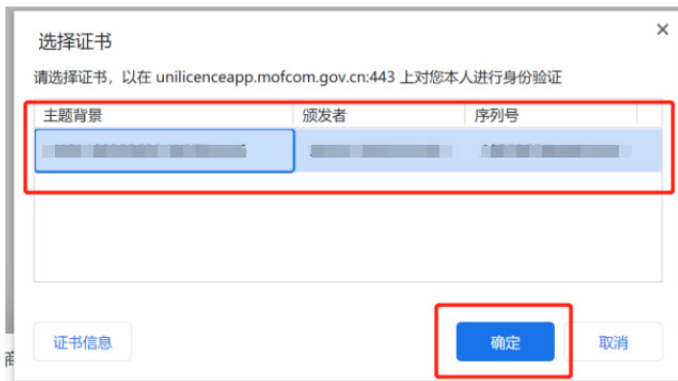 选择证书
请选择证书，以在 unilicenceapp.mofcom.gov.cn:443 上对您本人进行身份验证
主题背景 颁发者 序列号
证书信息 确定 取消